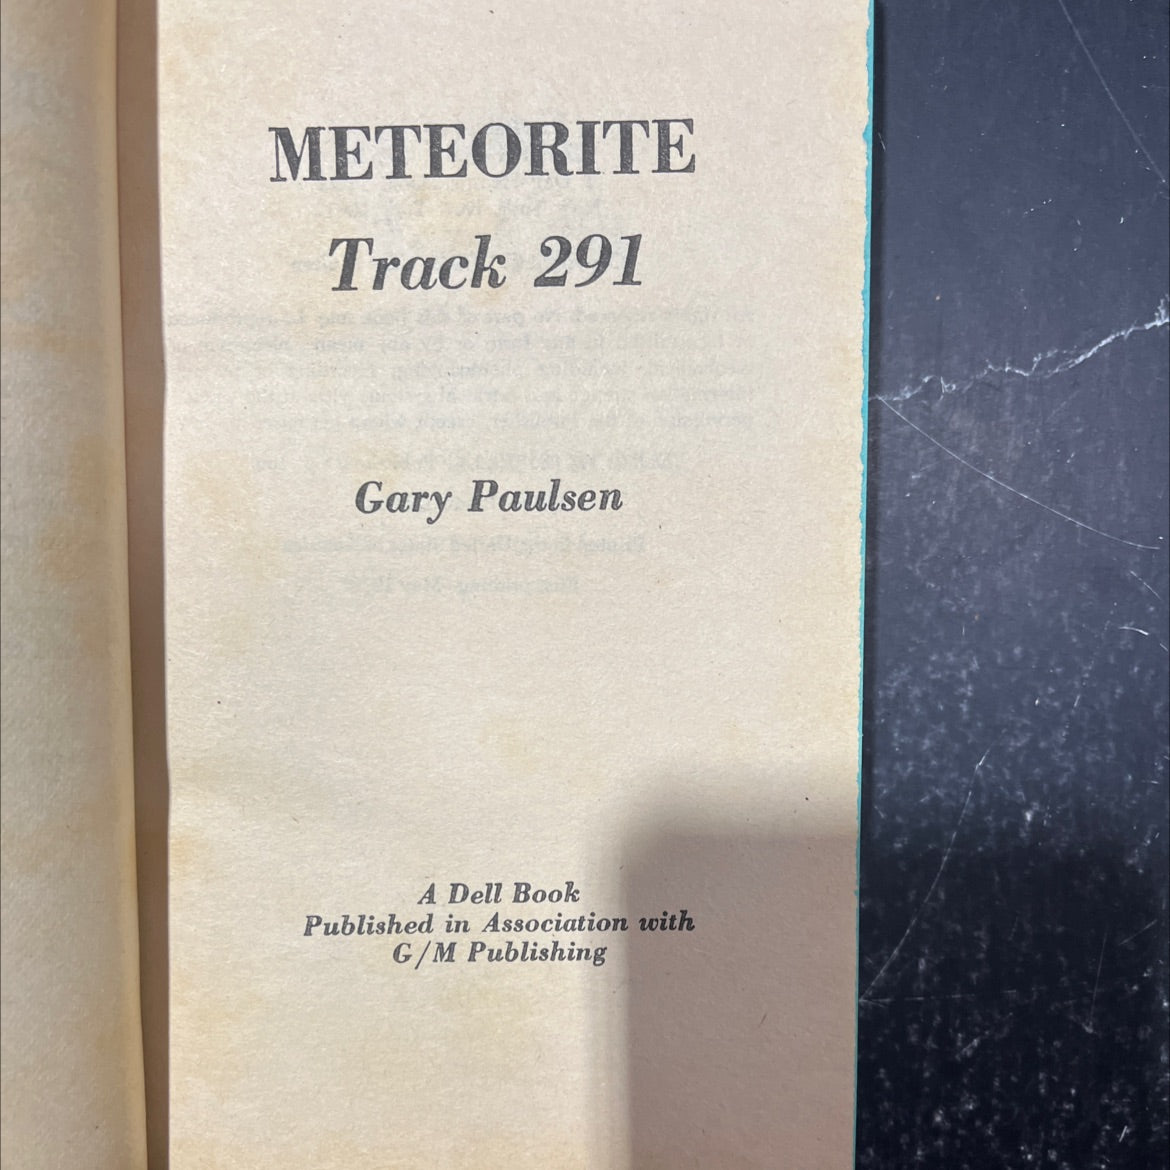 METEORITE
Track 291
Gary Paulsen
A Dell Book
Published in Association with
G/M Publishing